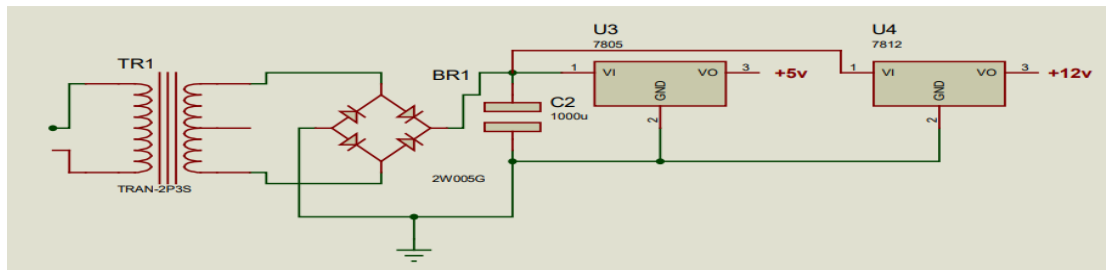 TR1
TRAN-2P3S
BR1
2W005G
C2
1000u
U3
7805
1
VI
VO
3
GND
2
+5v
U4
7812
1
VI
VO
3
GND
2
+12v